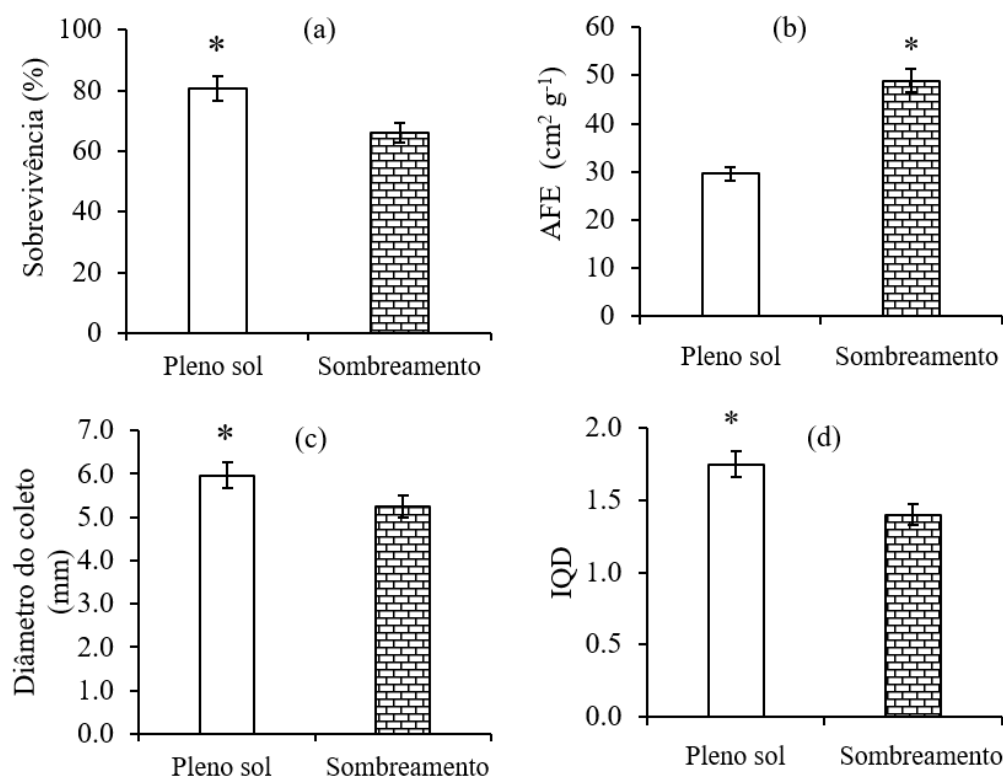 (a)
Sobrevivência (%)
100
80
60
40
20
0
*
Pleno sol
Sombreamento
(b)
AFE (cm² g⁻¹)
60
50
40
30
20
10
0
*
Pleno sol
Sombreamento
(c)
Diâmetro do coleto
(mm)
7.0
6.0
5.0
4.0
3.0
2.0
1.0
0.0
*
Pleno sol
Sombreamento
(d)
IQD
2.0
1.5
1.0
0.5
0.0
*
Pleno sol
Sombreamento